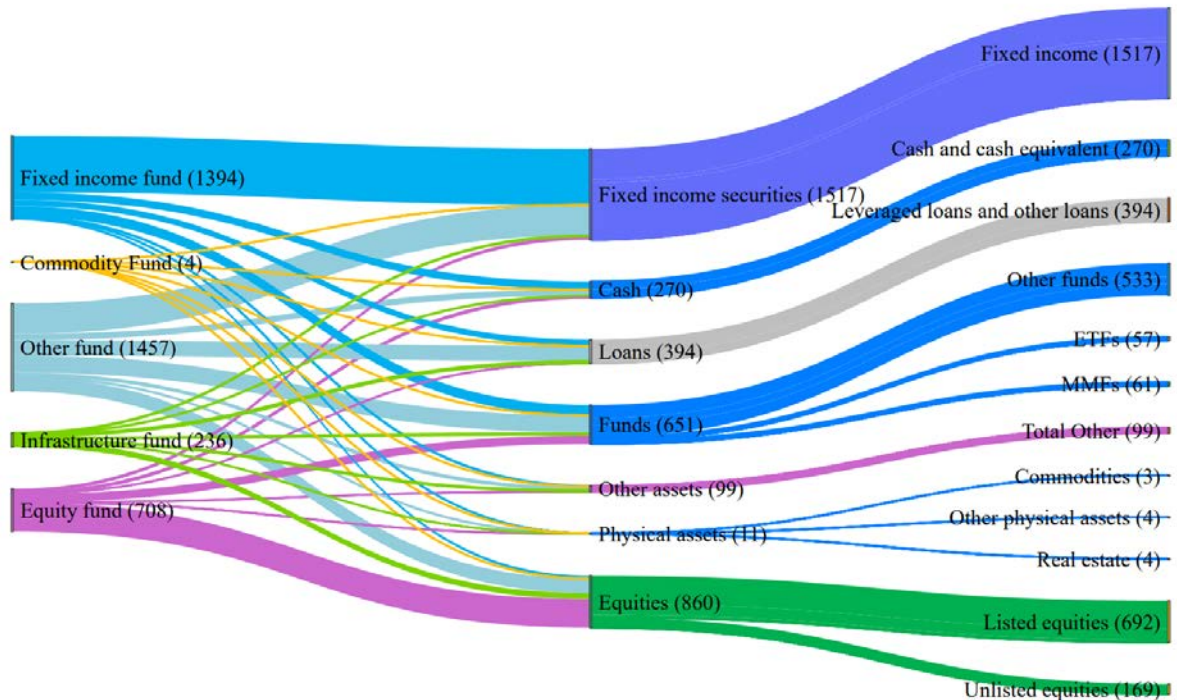 Fixed income fund (1394)
Commodity Fund (4)
Other fund (1457)
Infrastructure fund (236)
Equity fund (708)
Fixed income securities (1517)
Cash (270)
Loans (394)
Funds (651)
Other assets (99)
Physical assets (11)
Equities (860)
Fixed income (1517)
Cash and cash equivalent (270)
Leveraged loans and other loans (394)
Other funds (533)
ETFs (57)
MMFs (61)
Total Other (99)
Commodities (3)
Other physical assets (4)
Real estate (4)
Listed equities (692)
Unlisted equities (169)